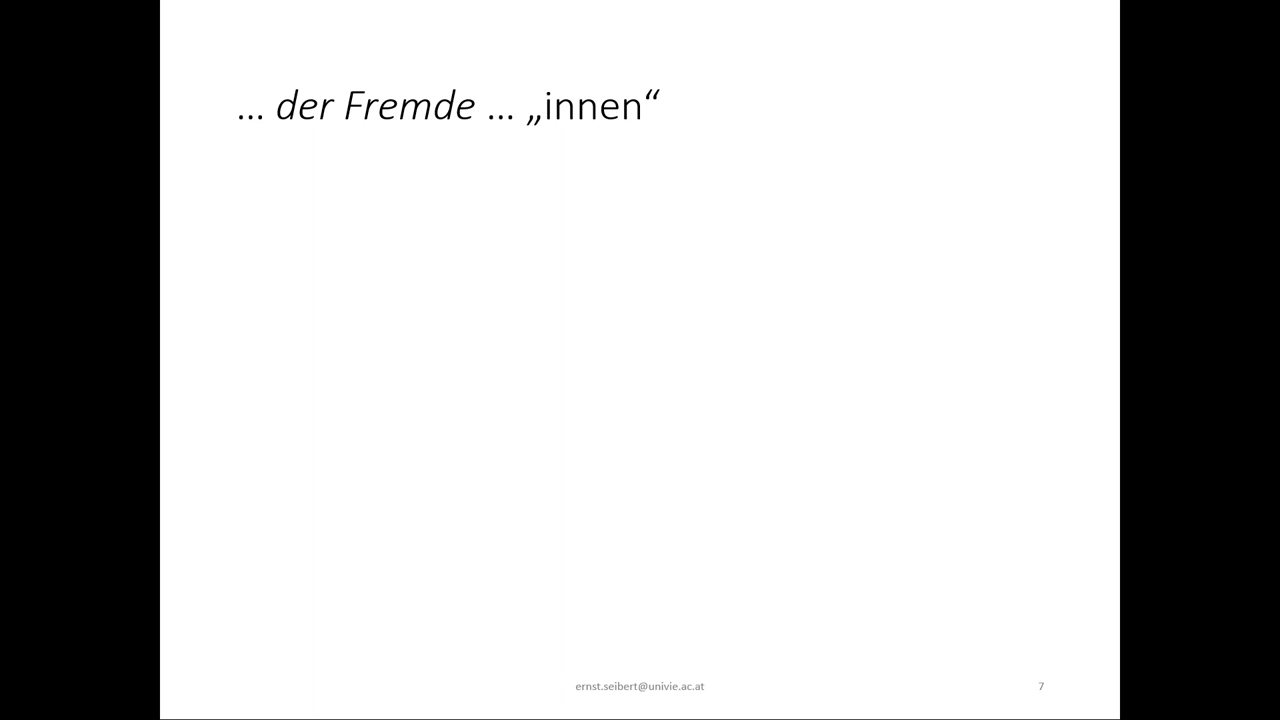 ... der Fremde ... „innen“
ernst.seibert@univie.ac.at
7